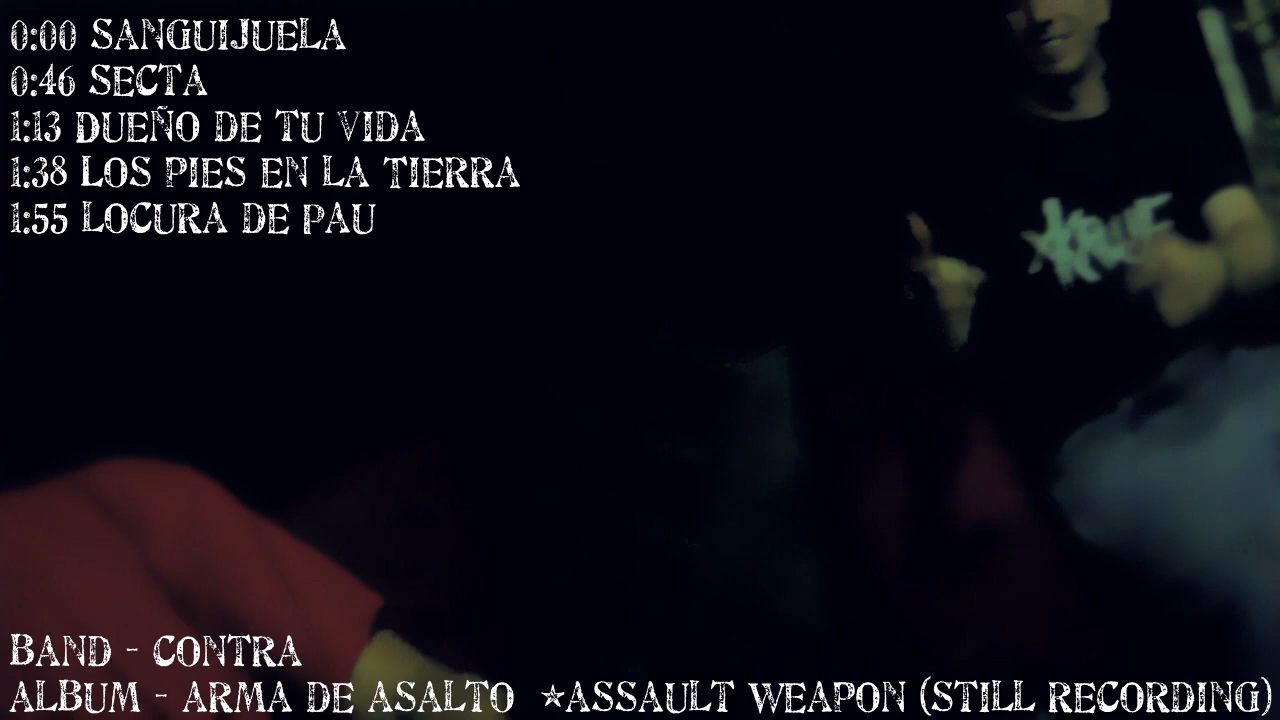 0:00 SANGUIJUELA
0:46 SECTA
1:13 DUEÑO DE TU VIDA
1:38 LOS PIES EN LA TIERRA
1:55 LOCURA DE PAU
BAND - CONTRA
ALBUM - ARMA DE ASALTO ★ASSAULT WEAPON (STILL RECORDING)